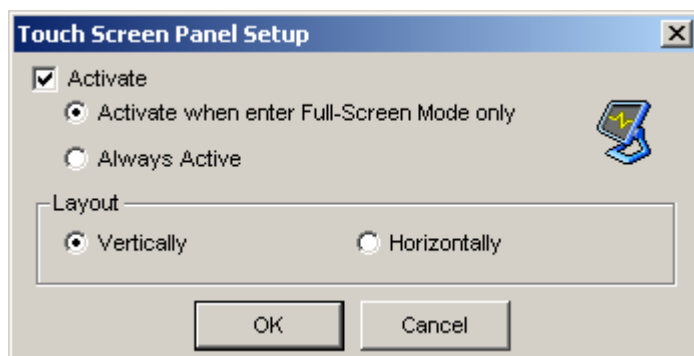 Touch Screen Panel Setup
Activate
Activate when enter Full-Screen Mode only
Always Active
Layout
Vertically Horizontally
OK Cancel